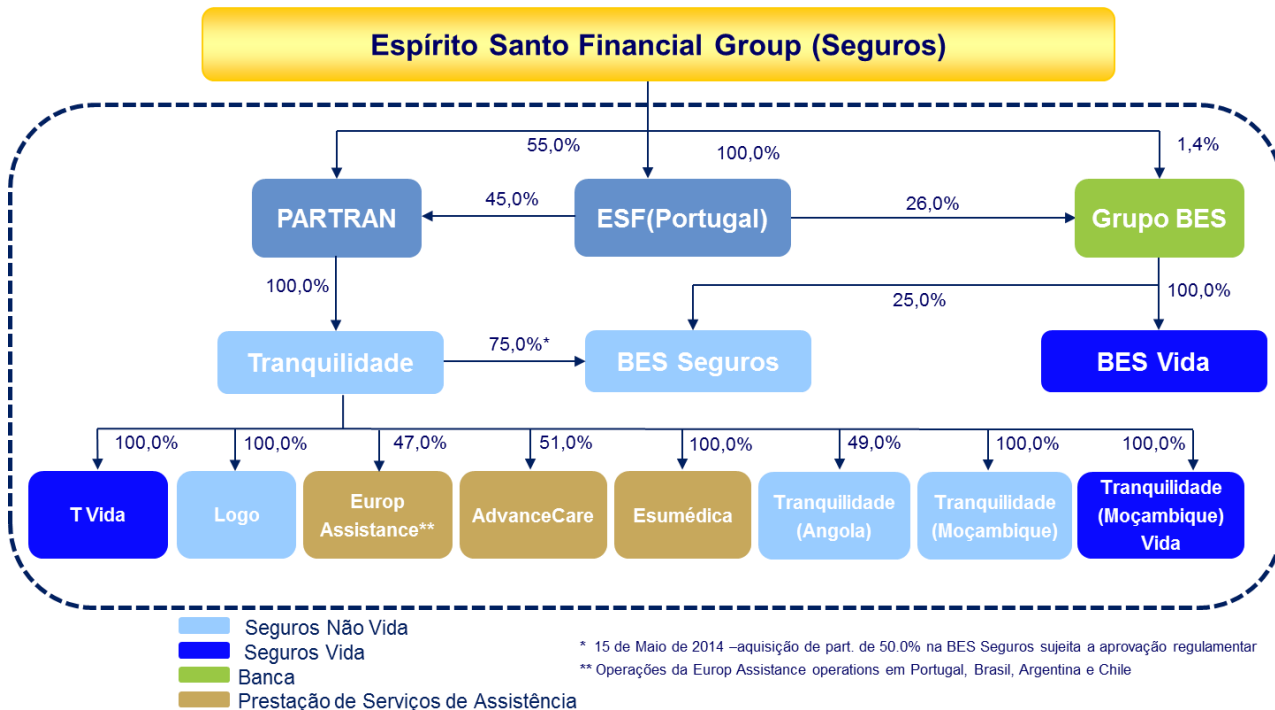 Espírito Santo Financial Group (Seguros)
55,0%
100,0%
1,4%
PARTRAN
45,0%
ESF(Portugal)
26,0%
Grupo BES
100,0%
25,0%
100,0%
Tranquilidade
75,0%*
BES Seguros
BES Vida
100,0%
100,0%
47,0%
51,0%
100,0%
49,0%
100,0%
100,0%
T Vida
Logo
Europ
Assistance**
AdvanceCare
Esumédica
Tranquilidade
(Angola)
Tranquilidade
(Moçambique)
Tranquilidade
(Moçambique)
Vida
Seguros Não Vida
Seguros Vida
Banca
Prestação de Serviços de Assistência
* 15 de Maio de 2014 –aquisição de part. de 50.0% na BES Seguros sujeita a aprovação regulamentar
** Operações da Europ Assistance operations em Portugal, Brasil, Argentina e Chile